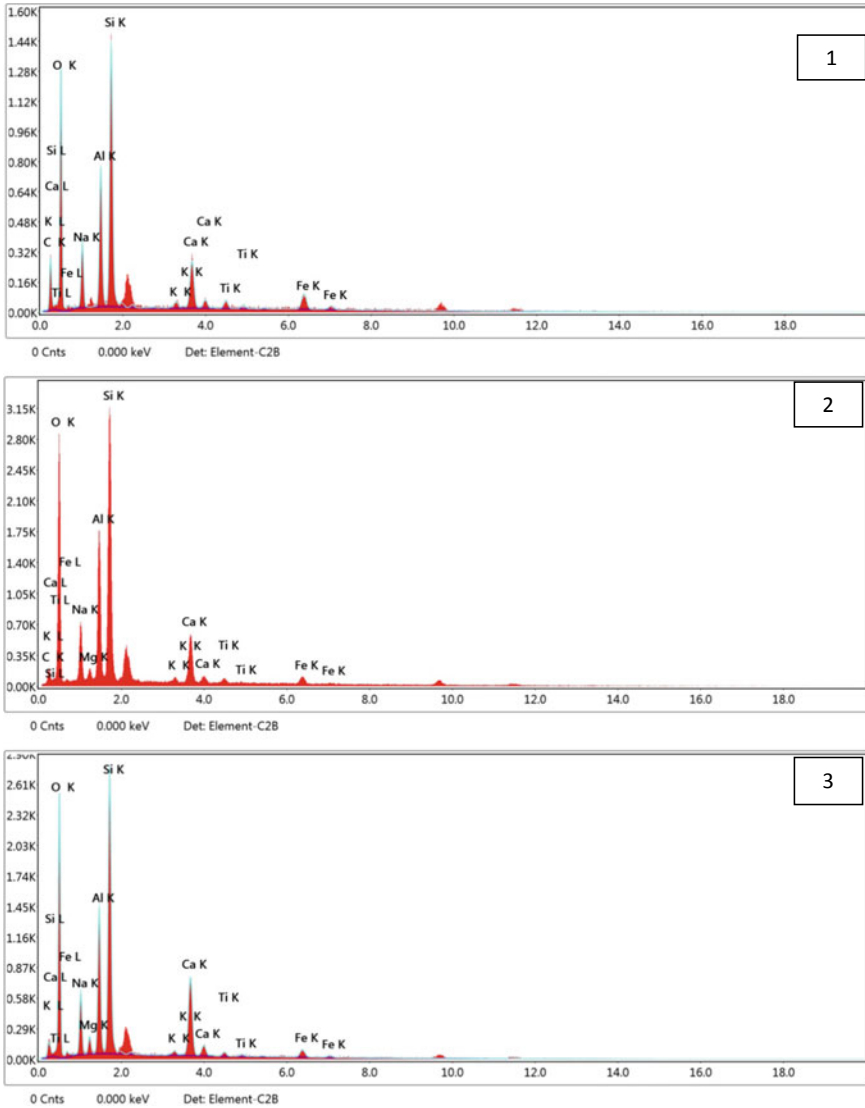 1.60K
Si K
1
1.44K
O K
1.28K
1.12K
0.96K
Si L
0.80K
Al K
Ca L
0.64K
K L
Ca K
0.48K
C K
Na K
Ca K
Ti K
0.32K
Fe L
K K
Ti L
K K
Ti K
Fe K
Fe K
0.16K
0.00K
0.0 2.0 4.0 6.0 8.0 10.0 12.0 14.0 16.0 18.0
0 Cnts 0.000 keV Det: Element-C2B
Si K
2
3.15K
O K
2.80K
2.45K
2.10K
Al K
1.75K
Fe L
1.40K
Ca L
Ti L
1.05K
Na K
Ca K
0.70K
K L
K K
Ti K
C K
Mg K
0.35K
Si L
K K
Ca K
Ti K
Fe K
Fe K
0.00K
0.0 2.0 4.0 6.0 8.0 10.0 12.0 14.0 16.0 18.0
0 Cnts 0.000 keV Det: Element-C2B
2.90K
Si K
3
2.61K
O K
2.32K
2.03K
1.74K
Al K
1.45K
Si L
1.16K
Fe L
Ca K
0.87K
Ca L
Na K
Ti K
0.58K
K L
K K
Mg K
0.29K
Ti L
K K
Ca K
Ti K
Fe K
Fe K
0.00K
0.0 2.0 4.0 6.0 8.0 10.0 12.0 14.0 16.0 18.0
0 Cnts 0.000 keV Det: Element-C2B